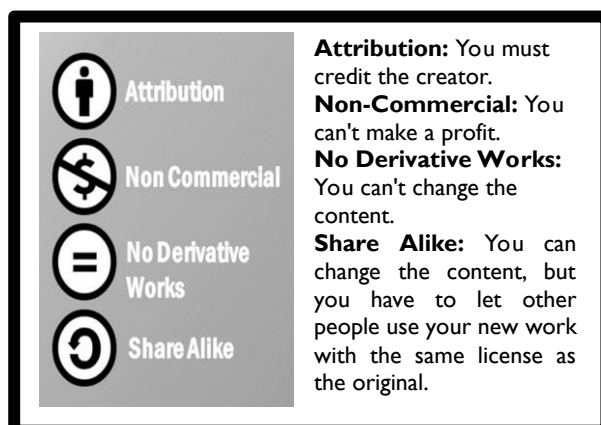 Attribution
Non Commercial
No Derivative
Works
Share Alike
Attribution: You must
credit the creator.
Non-Commercial: You
can't make a profit.
No Derivative Works:
You can't change the
content.
Share Alike: You can
change the content, but
you have to let other
people use your new work
with the same license as
the original.